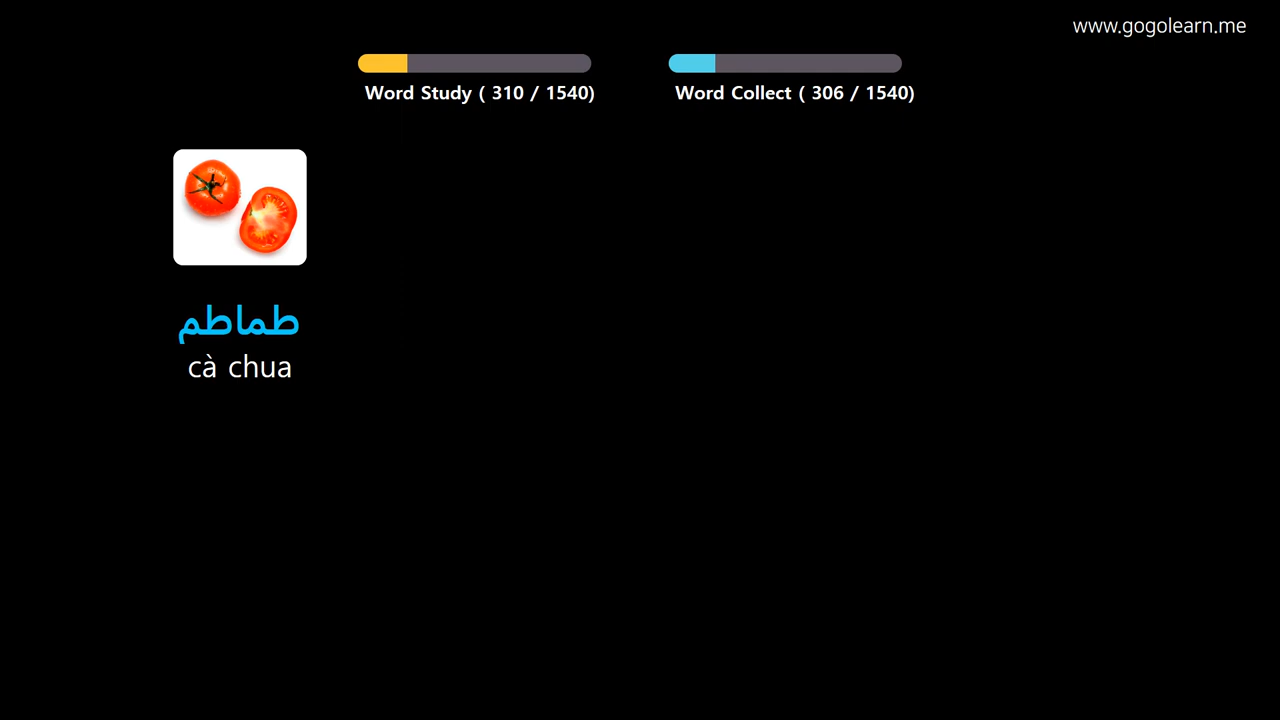 www.gogolearn.me
Word Study ( 310 / 1540)
Word Collect ( 306 / 1540)
طماطم
cà chua